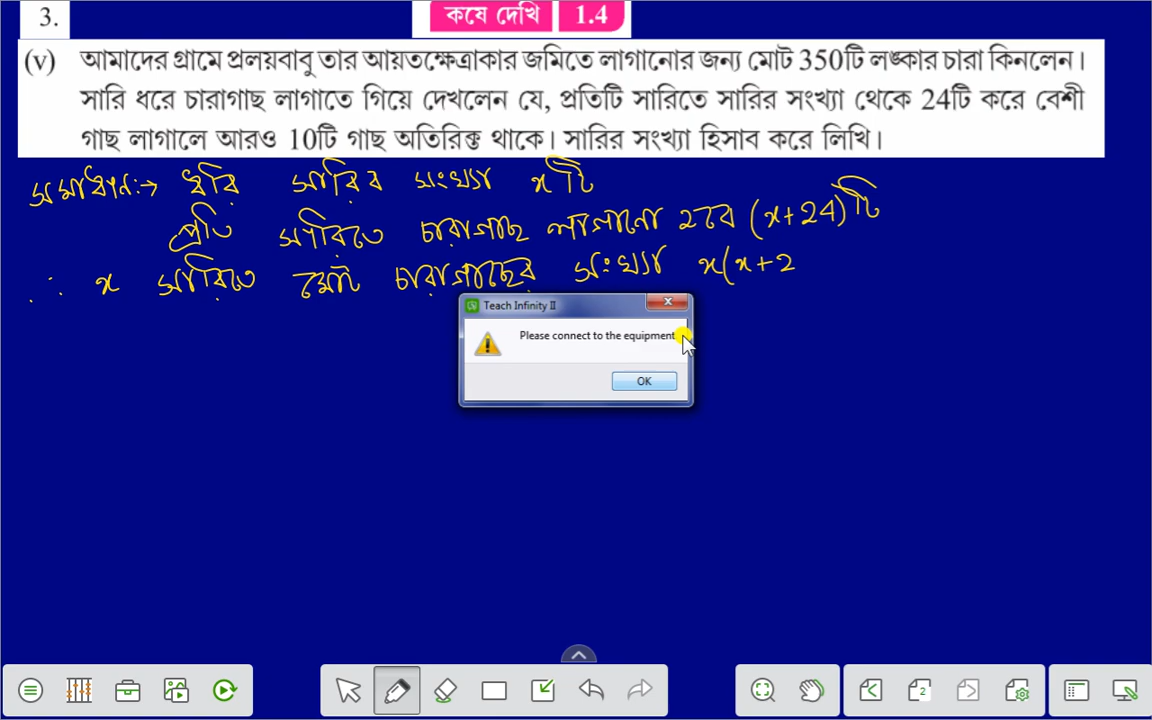 3.
কষে দেখি 1.4
(v) আমাদের গ্রামে প্রলয়বাবু তার আয়তক্ষেত্রাকার জমিতে লাগানোর জন্য মোট 350টি লঙ্কার চারা কিনলেন।
সারি ধরে চারাগাছ লাগাতে গিয়ে দেখলেন যে, প্রতিটি সারিতে সারির সংখ্যা থেকে 24টি করে বেশী
গাছ লাগালে আরও 10টি গাছ অতিরিক্ত থাকে। সারির সংখ্যা হিসাব করে লিখি।
সমাধান:→ ধরি সারির সংখ্যা x টি
প্রতি সারিতে চারাগাছ লাগানো হবে (x+24) টি
∴ x সারিতে মোট চারাগাছের সংখ্যা x(x+2
Teach Infinity II
Please connect to the equipment
OK
2